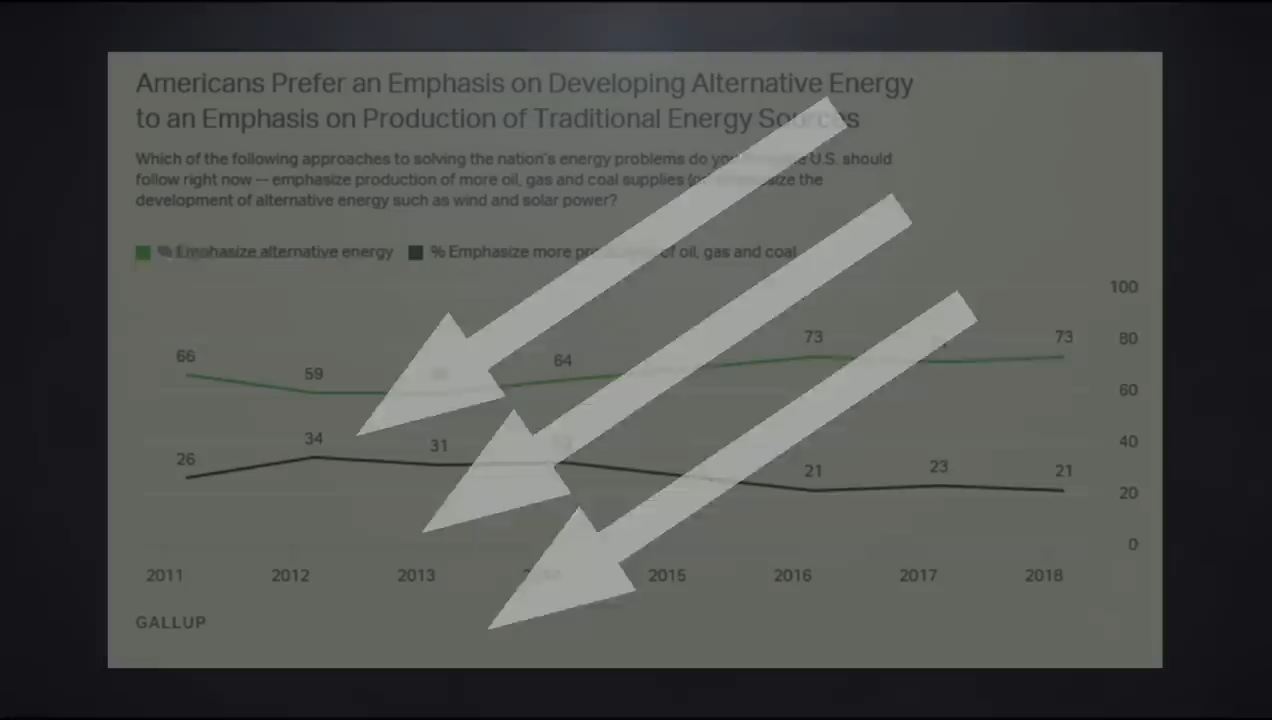 Americans Prefer an Emphasis on Developing Alternative Energy
to an Emphasis on Production of Traditional Energy Sources
Which of the following approaches to solving the nation's energy problems do you U.S. should
follow right now -- emphasize production of more oil, gas and coal supplies the
development of alternative energy such as wind and solar power?
% Emphasize alternative energy % Emphasize more of oil, gas and coal
100
73 73 80
66 59 64
60
34 31 40
26 21 23 21
20
0
2011 2012 2013 2015 2016 2017 2018
GALLUP